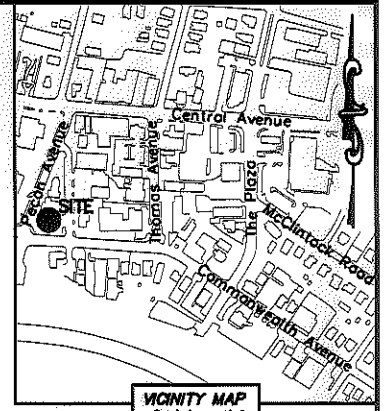 Central Avenue
Pecan Avenue
SITE
Thomas Avenue
The Plaza
McClintock Road
Commonwealth Avenue
VICINITY MAP